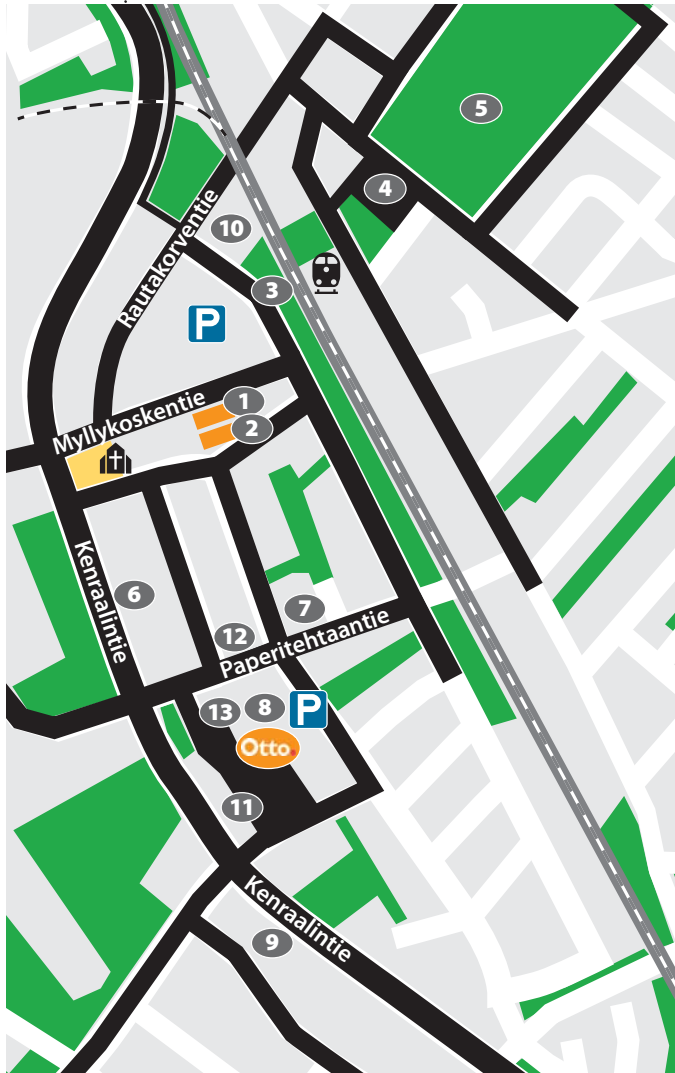 5
4
Rautakorventie
10
3
P
Myllykoskentie
1
2
Kenraalintie
6
7
12
Paperitehtaantie
13
8
P
Otto.
11
Kenraalintie
9